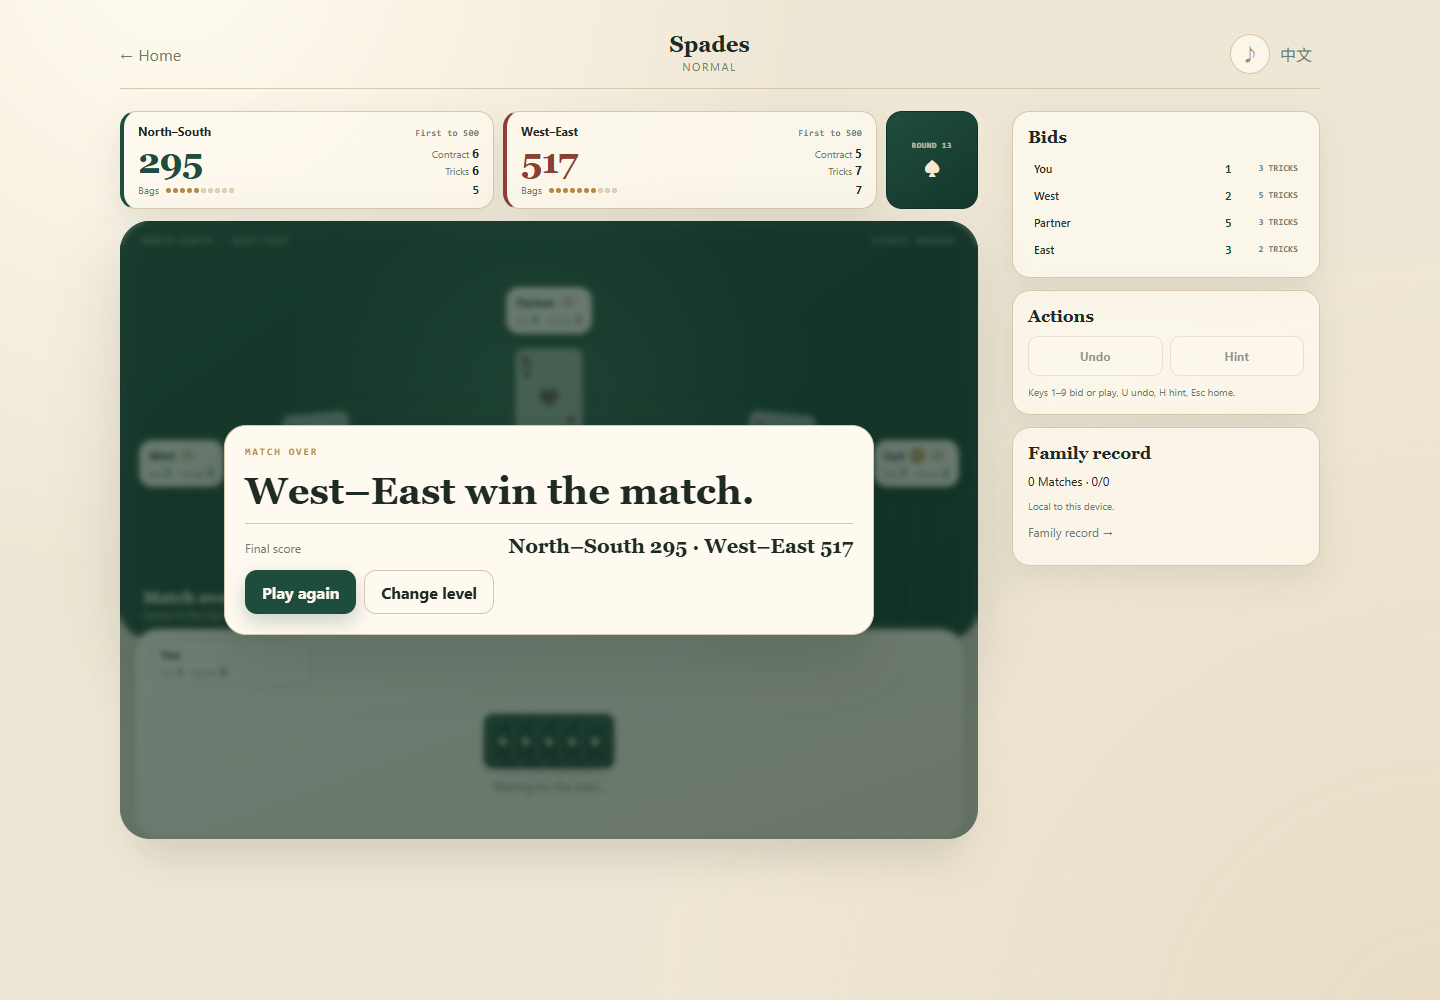 ← Home
Spades
NORMAL
♪
中文
North–South
First to 500
295
Contract 6
Tricks 6
Bags
5
West–East
First to 500
517
Contract 5
Tricks 7
Bags
7
ROUND 13
Bids
You 1 3 TRICKS
West 2 5 TRICKS
Partner 5 3 TRICKS
East 3 2 TRICKS
Actions
Undo
Hint
Keys 1–9 bid or play, U undo, H hint, Esc home.
Family record
0 Matches · 0/0
Local to this device.
Family record →
Partner
MATCH OVER
West–East win the match.
Final score
North–South 295 · West–East 517
Play again
Change level
You